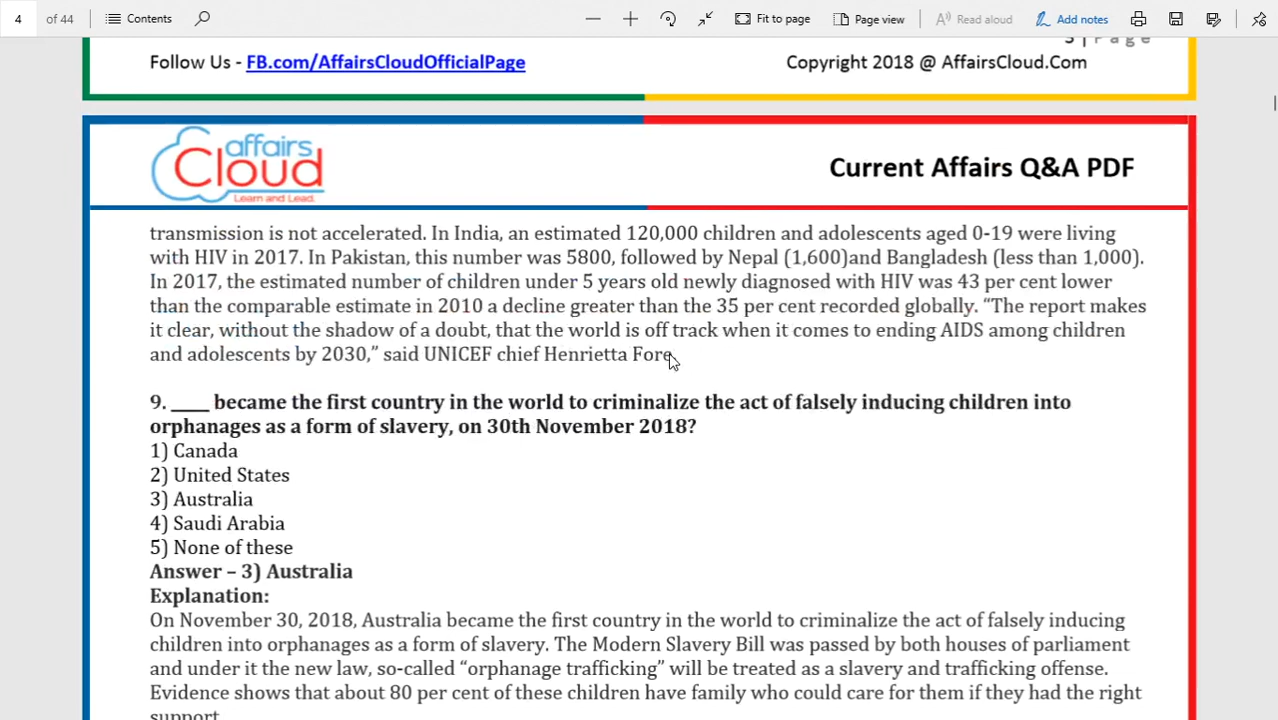 4 of 44 Contents Fit to page Page view Read aloud Add notes
Follow Us - FB.com/AffairsCloudOfficialPage Copyright 2018 @ AffairsCloud.Com
affairs
Cloud
Learn and Lead.
Current Affairs Q&A PDF
transmission is not accelerated. In India, an estimated 120,000 children and adolescents aged 0-19 were living
with HIV in 2017. In Pakistan, this number was 5800, followed by Nepal (1,600)and Bangladesh (less than 1,000).
In 2017, the estimated number of children under 5 years old newly diagnosed with HIV was 43 per cent lower
than the comparable estimate in 2010 a decline greater than the 35 per cent recorded globally. “The report makes
it clear, without the shadow of a doubt, that the world is off track when it comes to ending AIDS among children
and adolescents by 2030,” said UNICEF chief Henrietta Fore
9. ____ became the first country in the world to criminalize the act of falsely inducing children into
orphanages as a form of slavery, on 30th November 2018?
1) Canada
2) United States
3) Australia
4) Saudi Arabia
5) None of these
Answer – 3) Australia
Explanation:
On November 30, 2018, Australia became the first country in the world to criminalize the act of falsely inducing
children into orphanages as a form of slavery. The Modern Slavery Bill was passed by both houses of parliament
and under it the new law, so-called “orphanage trafficking” will be treated as a slavery and trafficking offense.
Evidence shows that about 80 per cent of these children have family who could care for them if they had the right
support